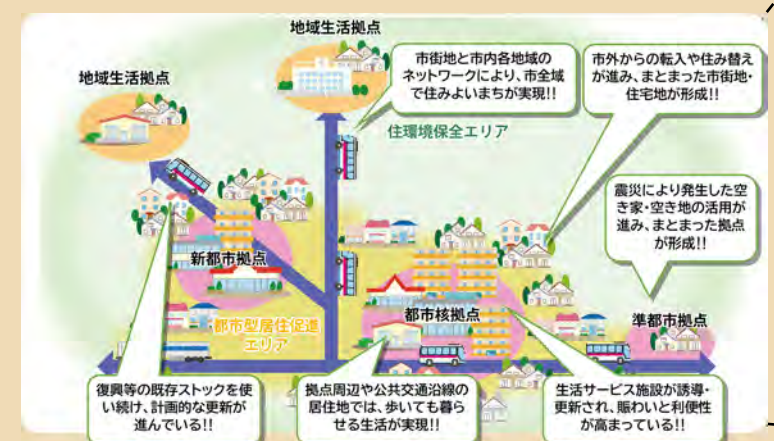 地域生活拠点
地域生活拠点
市街地と市内各地域の
ネットワークにより、市全域
で住みよいまちが実現!!
市外からの転入や住み替え
が進み、まとまった市街地・
住宅地が形成!!
住環境保全エリア
震災により発生した空
き家・空き地の活用が
進み、まとまった拠点
が形成!!
新都市拠点
都市核拠点
準都市拠点
都市型居住促進
エリア
復興等の既存ストックを使
い続け、計画的な更新が
進んでいる!!
拠点周辺や公共交通沿線の
居住地では、歩いても暮ら
せる生活が実現!!
生活サービス施設が誘導・
更新され、賑わいと利便性
が高まっている!!